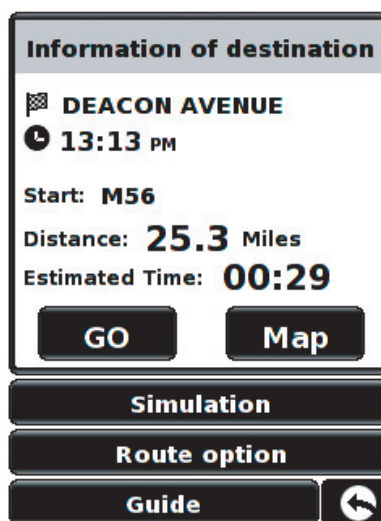 Information of destination
DEACON AVENUE
13:13 PM
Start: M56
Distance: 25.3 Miles
Estimated Time: 00:29
GO Map
Simulation
Route option
Guide